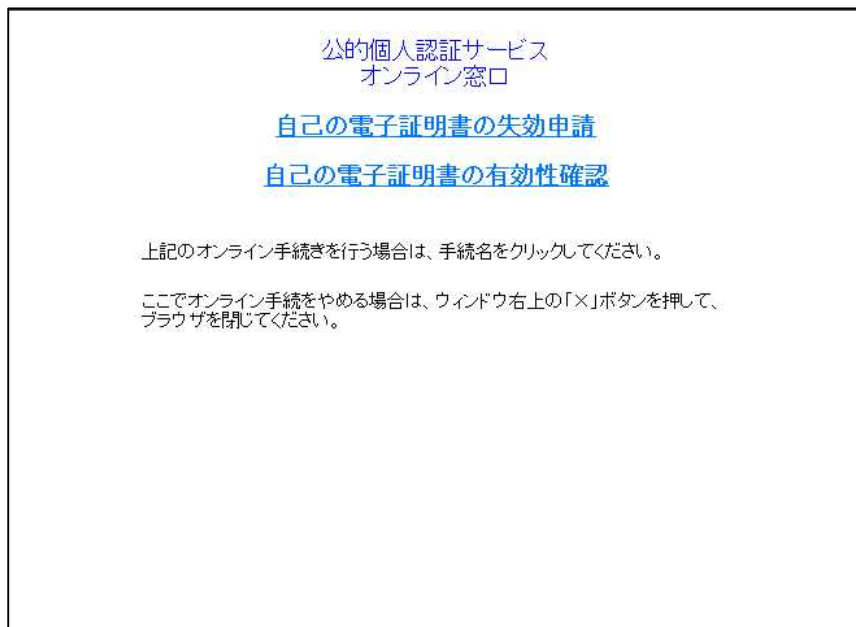 公的個人認証サービス
オンライン窓口
自己の電子証明書の失効申請
自己の電子証明書の有効性確認
上記のオンライン手続きを行う場合は、手続名をクリックしてください。
ここでオンライン手続をやめる場合は、ウィンドウ右上の「×」ボタンを押して、
ブラウザを閉じてください。